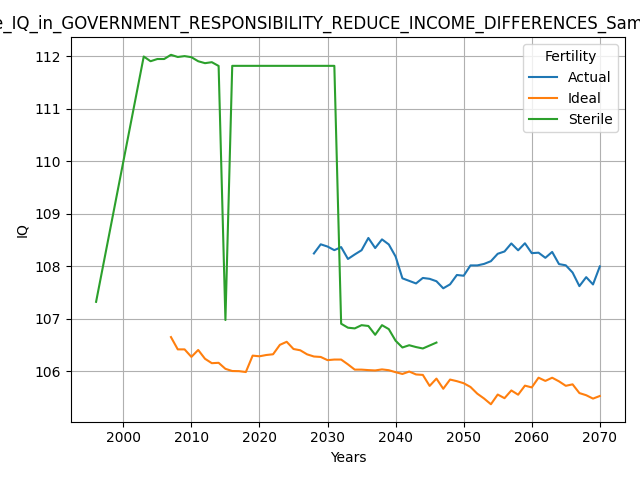 e_IQ_in_GOVERNMENT_RESPONSIBILITY_REDUCE_INCOME_DIFFERENCES_Sam
Fertility
Actual
Ideal
Sterile
IQ
112
111
110
109
108
107
106
2000 2010 2020 2030 2040 2050 2060 2070
Years